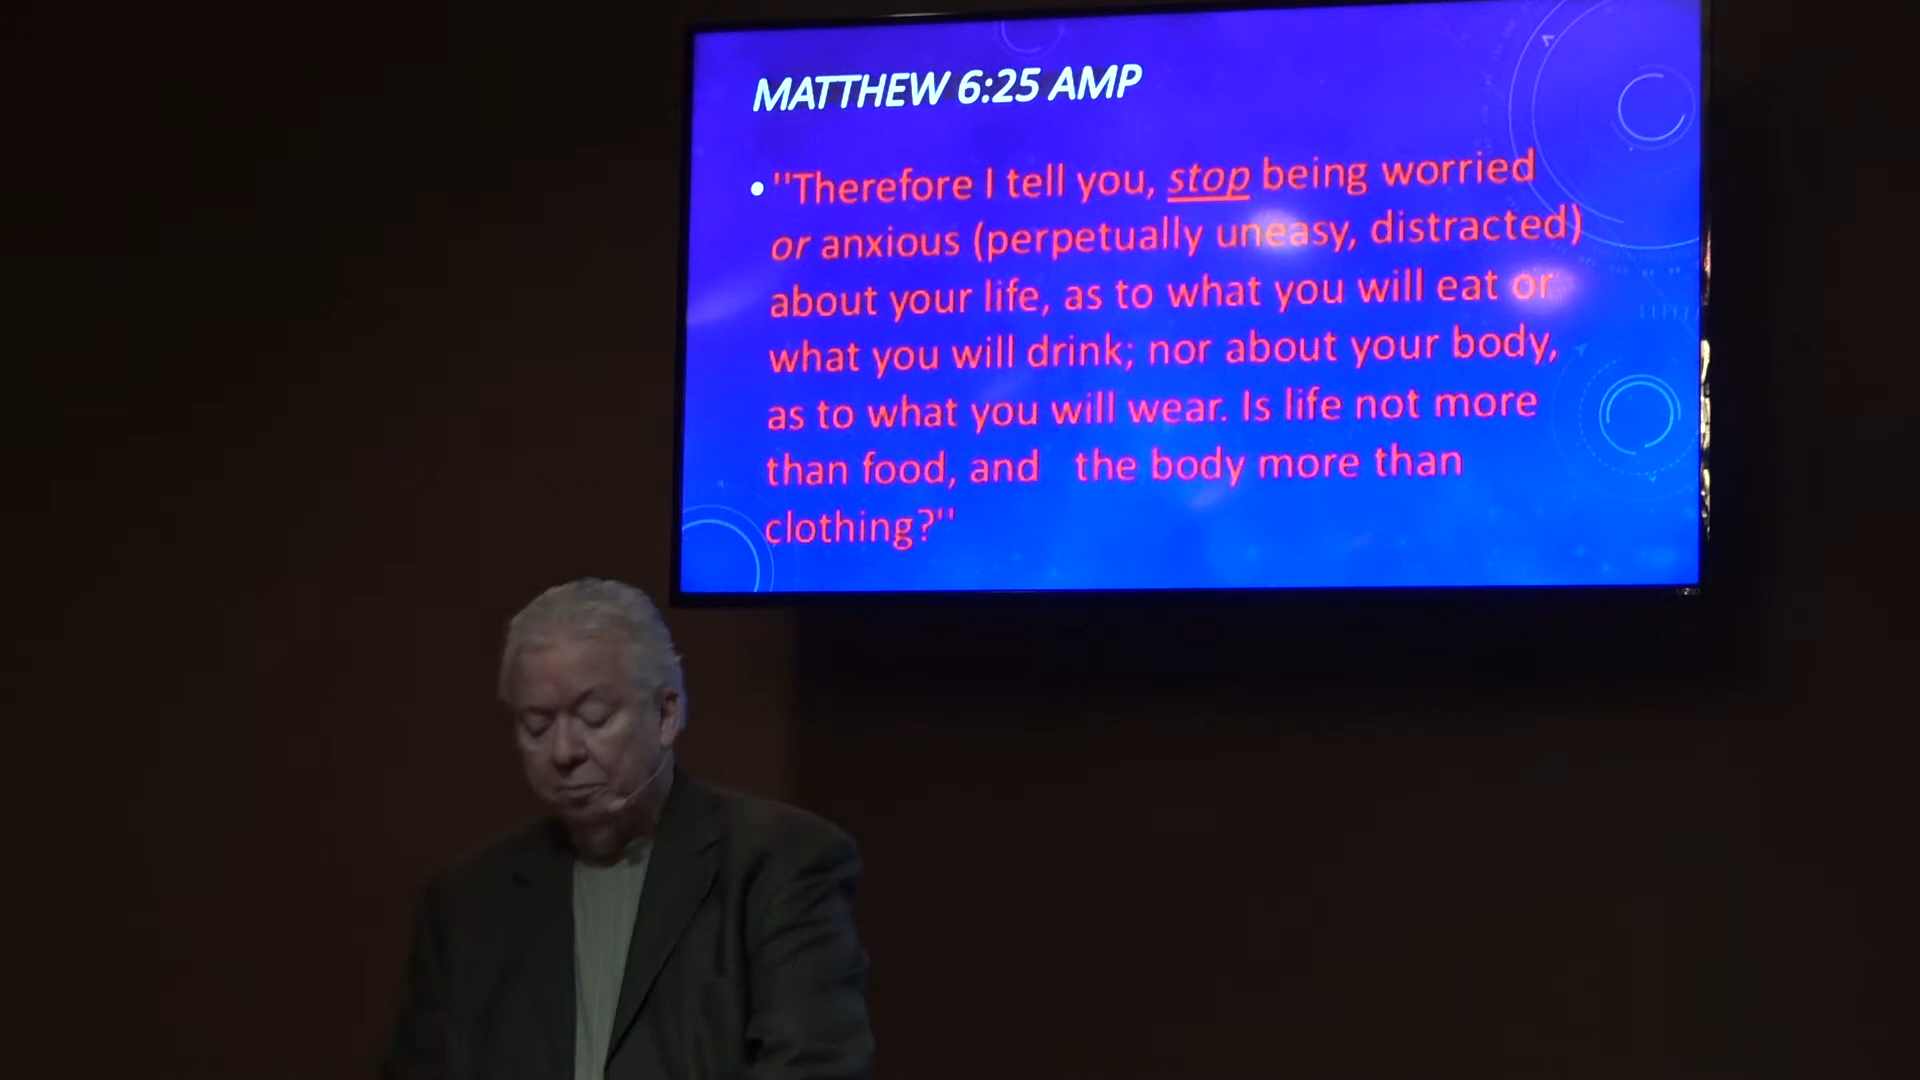 MATTHEW 6:25 AMP
• "Therefore I tell you, stop being worried
or anxious (perpetually uneasy, distracted)
about your life, as to what you will eat or
what you will drink; nor about your body,
as to what you will wear. Is life not more
than food, and the body more than
clothing?"